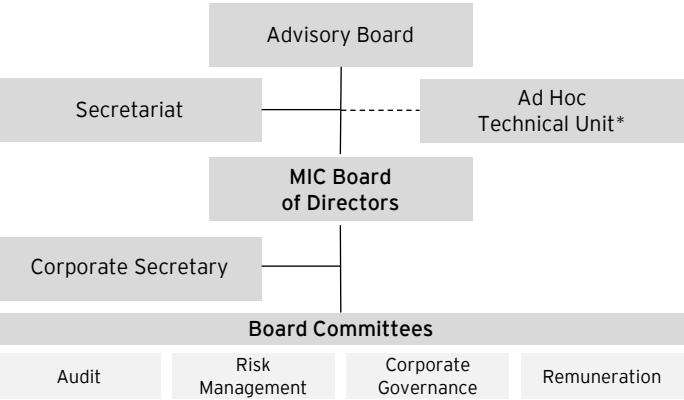 Advisory Board
Secretariat
Ad Hoc
Technical Unit*
MIC Board
of Directors
Corporate Secretary
Board Committees
Audit
Risk
Management
Corporate
Governance
Remuneration